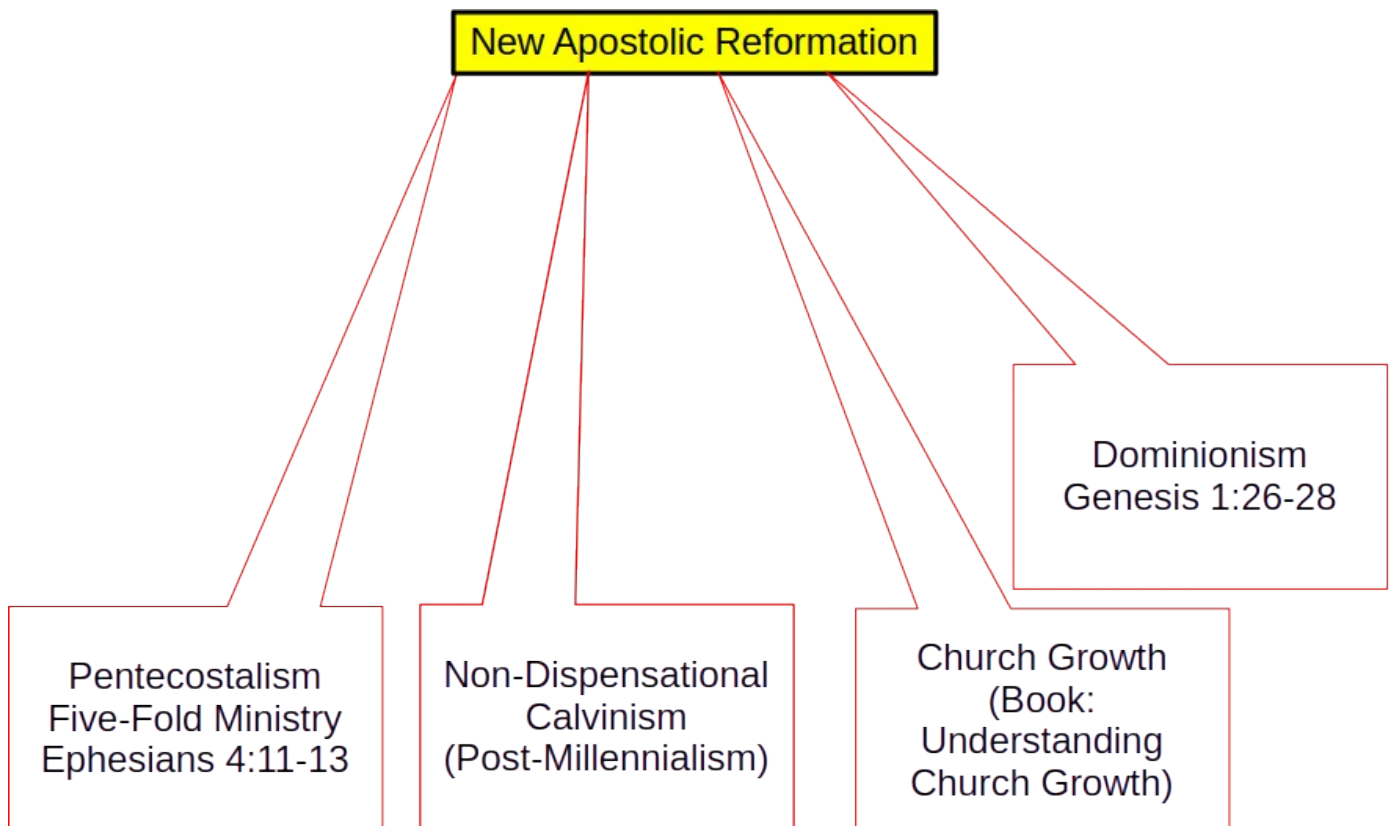 New Apostolic Reformation
Dominionism
Genesis 1:26-28
Pentecostalism
Five-Fold Ministry
Ephesians 4:11-13
Non-Dispensational
Calvinism
(Post-Millennialism)
Church Growth
(Book:
Understanding
Church Growth)